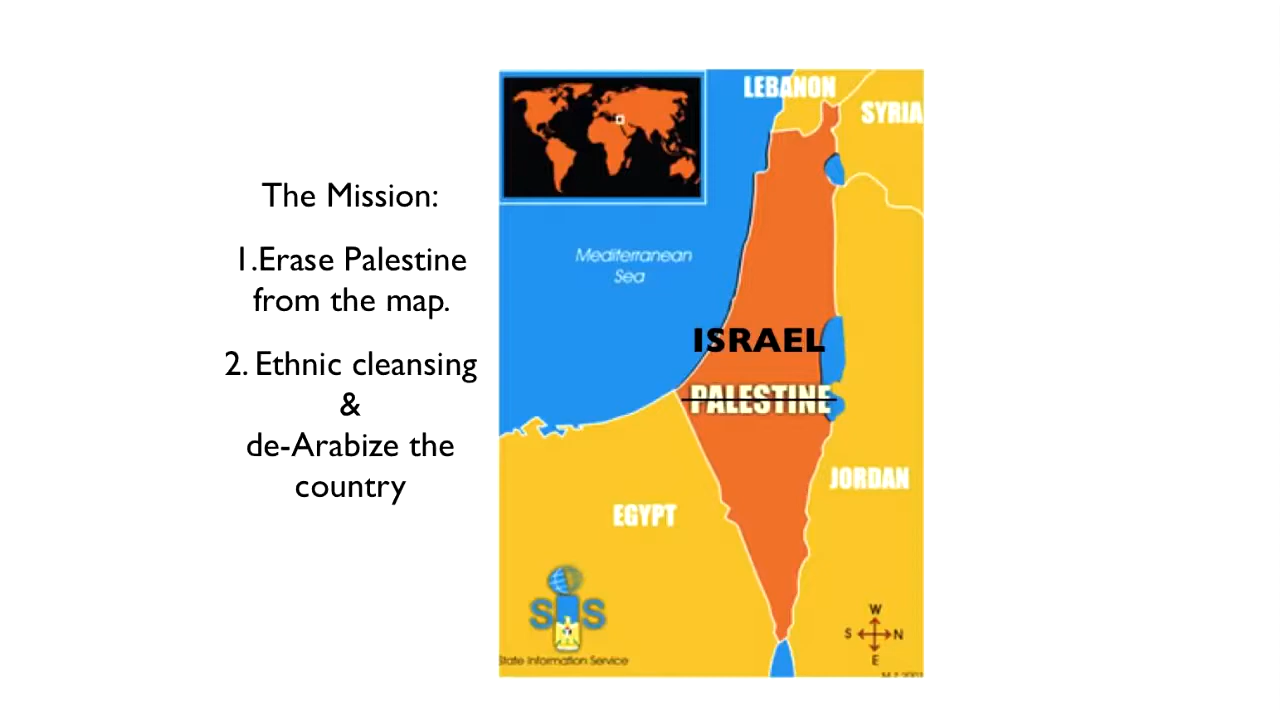 The Mission:
1.Erase Palestine
from the map.
2. Ethnic cleansing
&
de-Arabize the
country
LEBANON
SYRIA
Mediterranean
Sea
ISRAEL
PALESTINE
JORDAN
EGYPT
SIS
State Information Service
W
S N
E